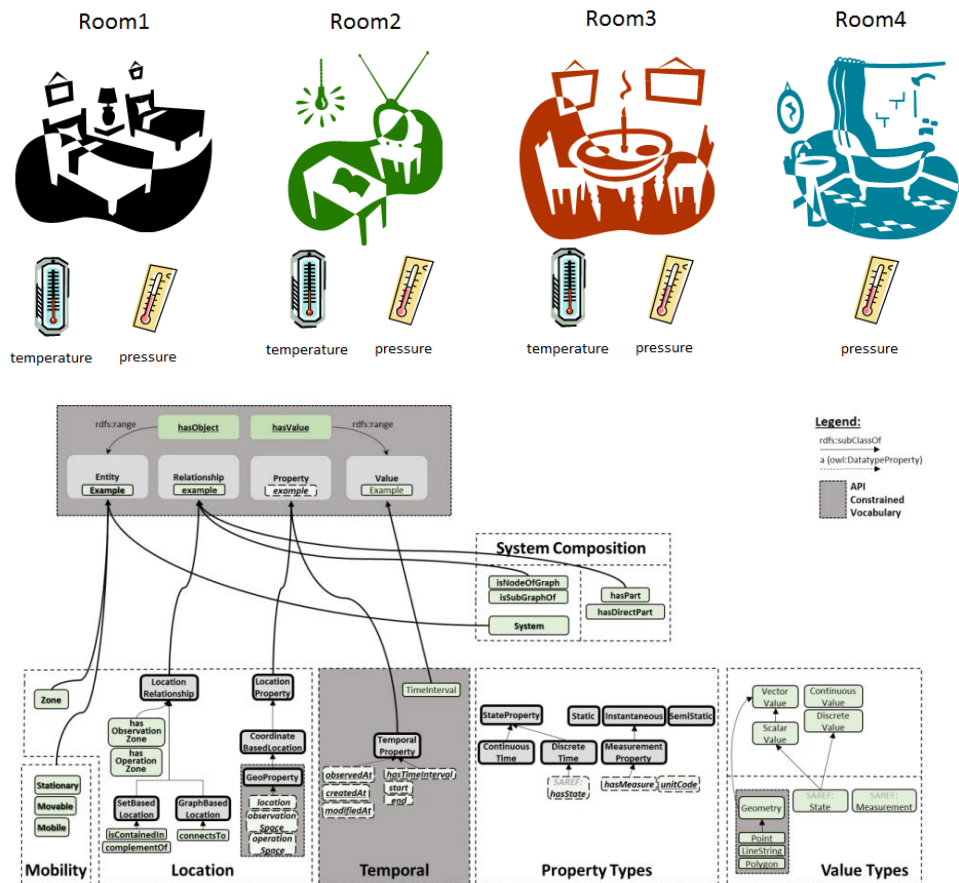 Room1
Room2
Room3
Room4
temperature
pressure
temperature
pressure
temperature
pressure
pressure
rdfs:range
hasObject
hasValue
rdfs:range
Entity
Example
Relationship
example
Property
example
Value
Example
Legend:
rdfs:subClassOf
a (owl:DatatypeProperty)
API
Constrained
Vocabulary
System Composition
isNodeOfGraph
isSubGraphOf
System
hasPart
hasDirectPart
Zone
Stationary
Movable
Mobile
Mobility
Location
Relationship
has
Observation
Zone
has
Operation
Zone
SetBased
Location
isContainedIn
complementOf
GraphBased
Location
connectsTo
Location
Property
Coordinate
BasedLocation
GeoProperty
location
observation
Space
operation
Space
Location
TimeInterval
Temporal
Property
observedAt
createdAt
modifiedAt
hasTimeInterval
start
end
Temporal
StateProperty
Static
Instantaneous
SemiStatic
Continuous
Time
Discrete
Time
Measurement
Property
SAREF:
hasState
hasMeasure
unitCode
Property Types
Vector
Value
Continuous
Value
Scalar
Value
Discrete
Value
Geometry
Point
LineString
Polygon
SAREF:
State
SAREF:
Measurement
Value Types